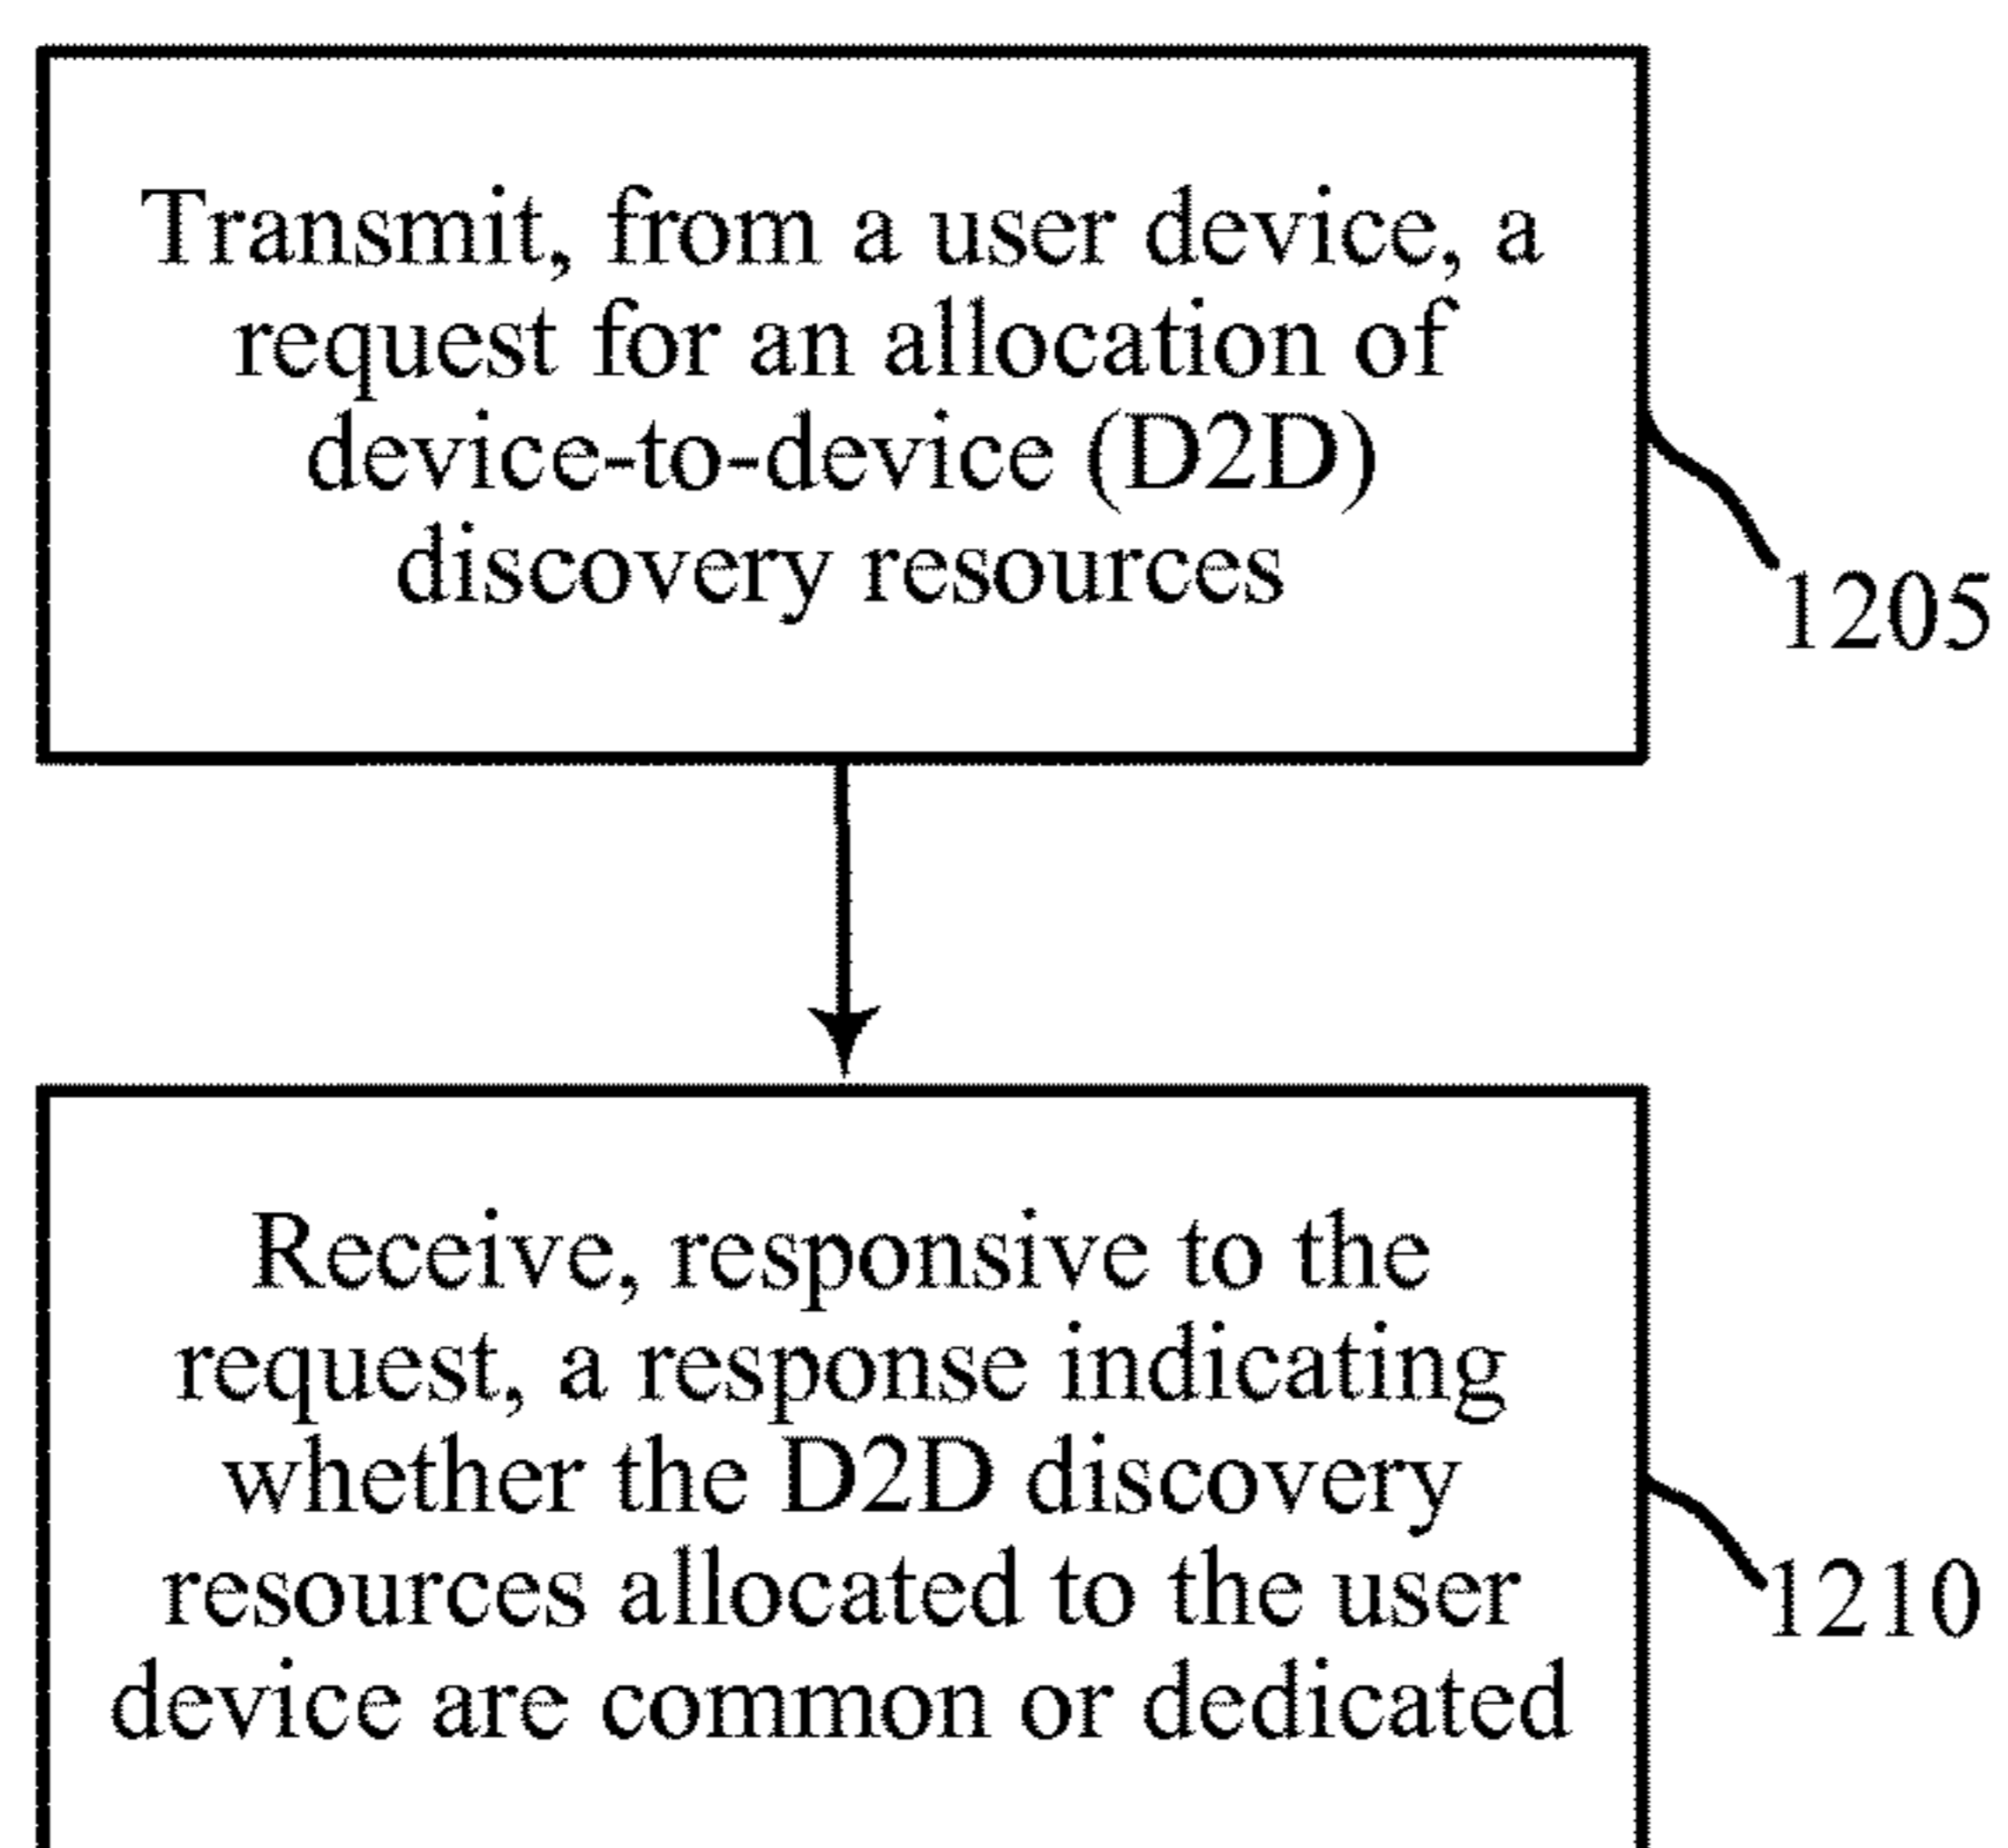 Transmit, from a user device, a
request for an allocation of
device-to-device (D2D)
discovery resources
1205
Receive, responsive to the
request, a response indicating
whether the D2D discovery
resources allocated to the user
device are common or dedicated
1210